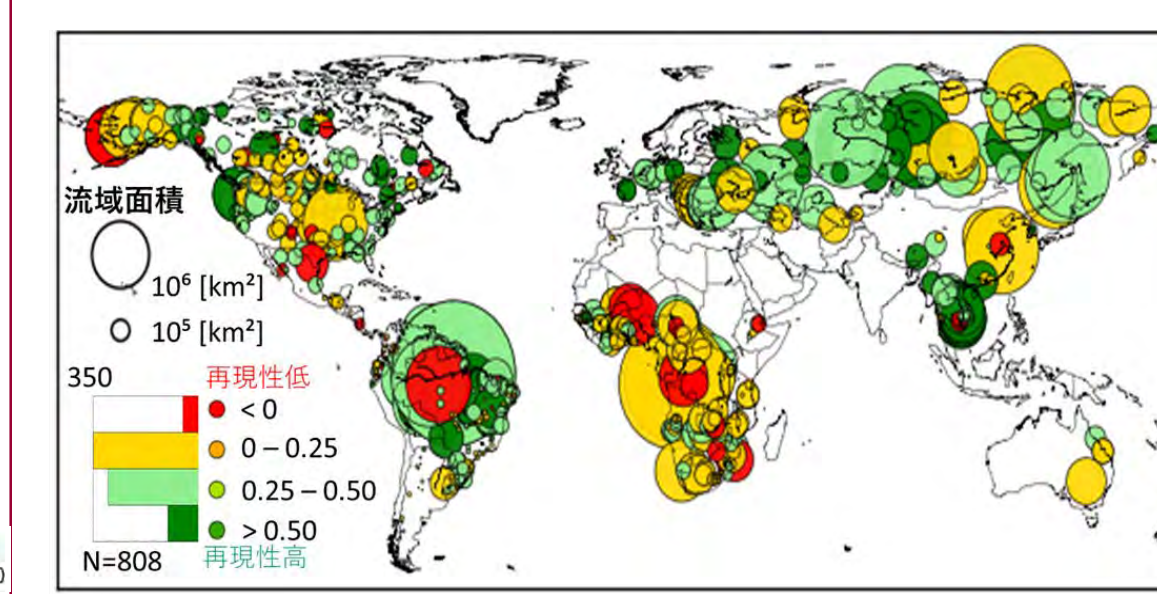 流域面積
10⁶ [km²]
10⁵ [km²]
350
再現性低
< 0
0 – 0.25
0.25 – 0.50
> 0.50
N=808
再現性高
)